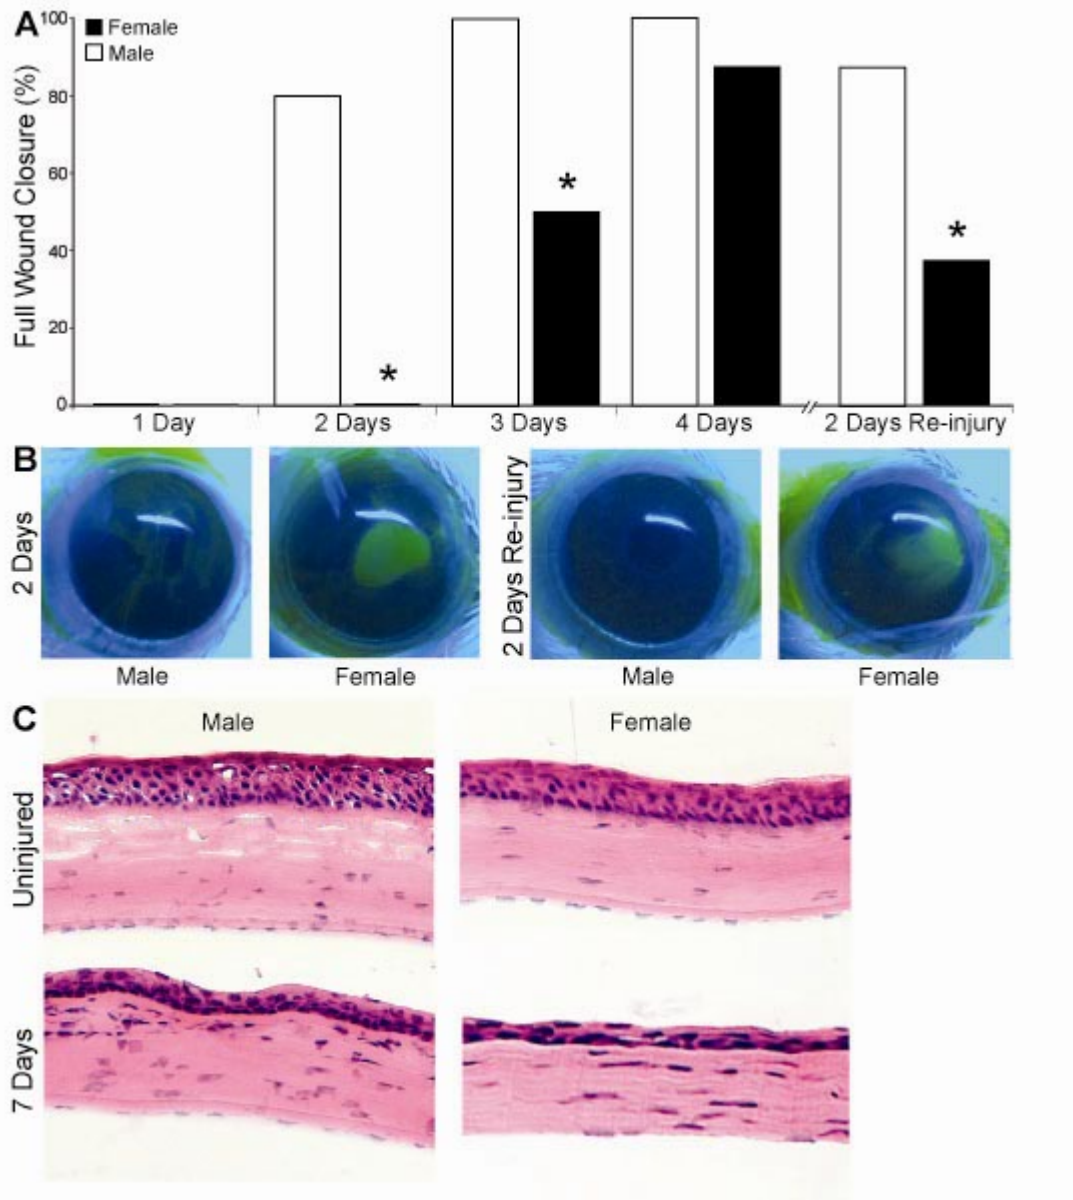 A
100
Female
Male
80
60
40
20
0
Full Wound Closure (%)
*
*
*
1 Day
2 Days
3 Days
4 Days
//
2 Days Re-injury
B
2 Days
2 Days Re-injury
Male
Female
Male
Female
C
Male
Female
Uninjured
7 Days